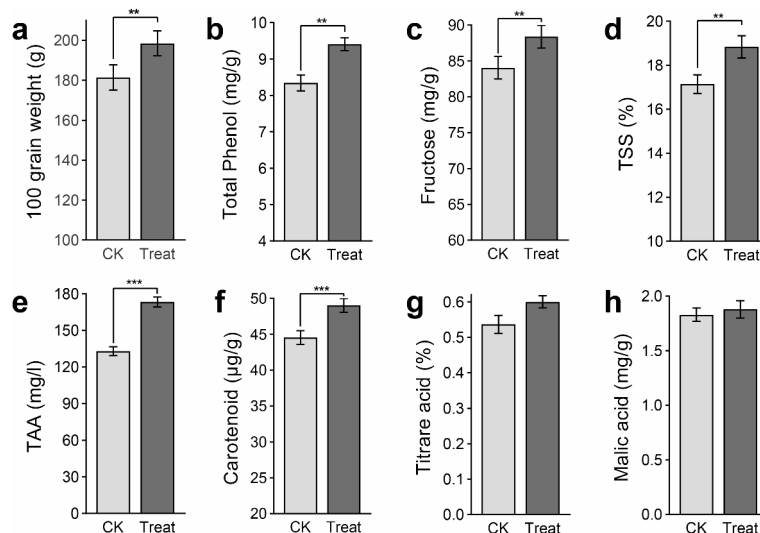 a
100 grain weight (g)
200
180
160
140
120
100
**
CK Treat
b
Total Phenol (mg/g)
10
9
8
7
6
5
4
**
CK Treat
c
Fructose (mg/g)
90
85
80
75
70
65
60
**
CK Treat
d
TSS (%)
20
18
16
14
12
10
**
CK Treat
e
TAA (mg/l)
180
150
120
90
60
30
0
***
CK Treat
f
Carotenoid (µg/g)
50
45
40
35
30
25
20
***
CK Treat
g
Titrare acid (%)
0.6
0.5
0.4
0.3
0.2
0.1
0.0
CK Treat
h
Malic acid (mg/g)
2.0
1.5
1.0
0.5
0.0
CK Treat